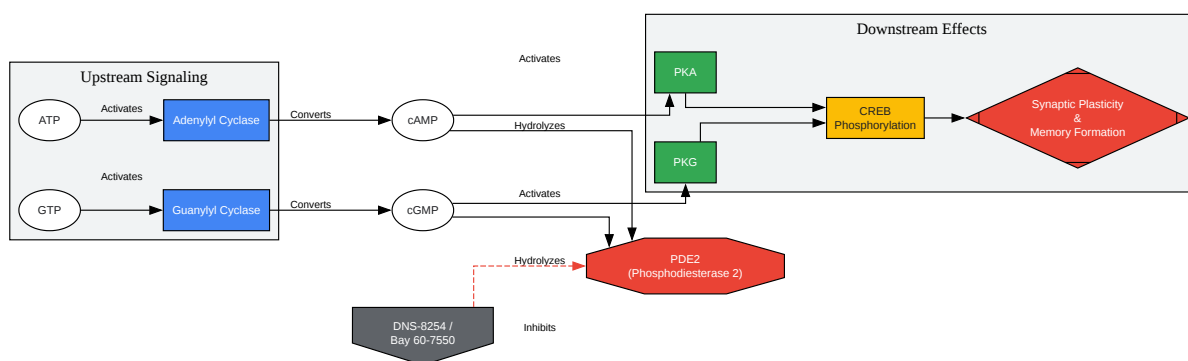 Upstream Signaling
ATP
Activates
Adenylyl Cyclase
Converts
cAMP
GTP
Activates
Guanylyl Cyclase
Converts
cGMP
Activates
Hydrolyzes
Activates
Hydrolyzes
Downstream Effects
PKA
PKG
CREB
Phosphorylation
Synaptic Plasticity
&
Memory Formation
PDE2
(Phosphodiesterase 2)
DNS-8254 /
Bay 60-7550
Inhibits